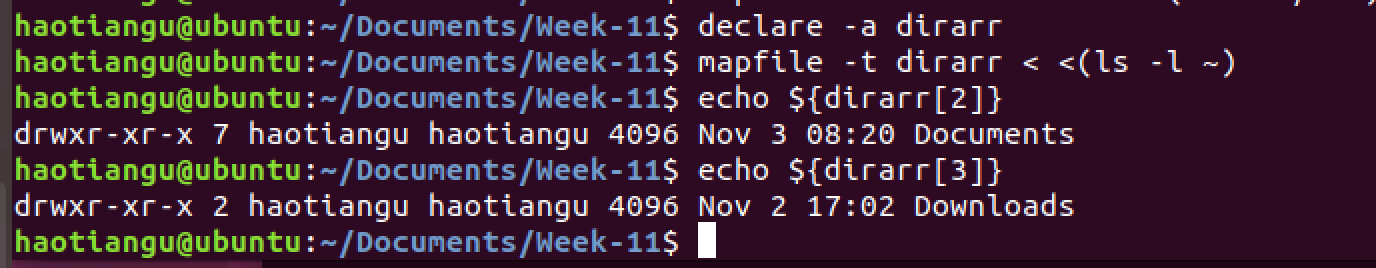 haotiangu@ubuntu:~/Documents/Week-11$ declare -a dirarr
haotiangu@ubuntu:~/Documents/Week-11$ mapfile -t dirarr < <(ls -l ~)
haotiangu@ubuntu:~/Documents/Week-11$ echo ${dirarr[2]}
drwxr-xr-x 7 haotiangu haotiangu 4096 Nov 3 08:20 Documents
haotiangu@ubuntu:~/Documents/Week-11$ echo ${dirarr[3]}
drwxr-xr-x 2 haotiangu haotiangu 4096 Nov 2 17:02 Downloads
haotiangu@ubuntu:~/Documents/Week-11$